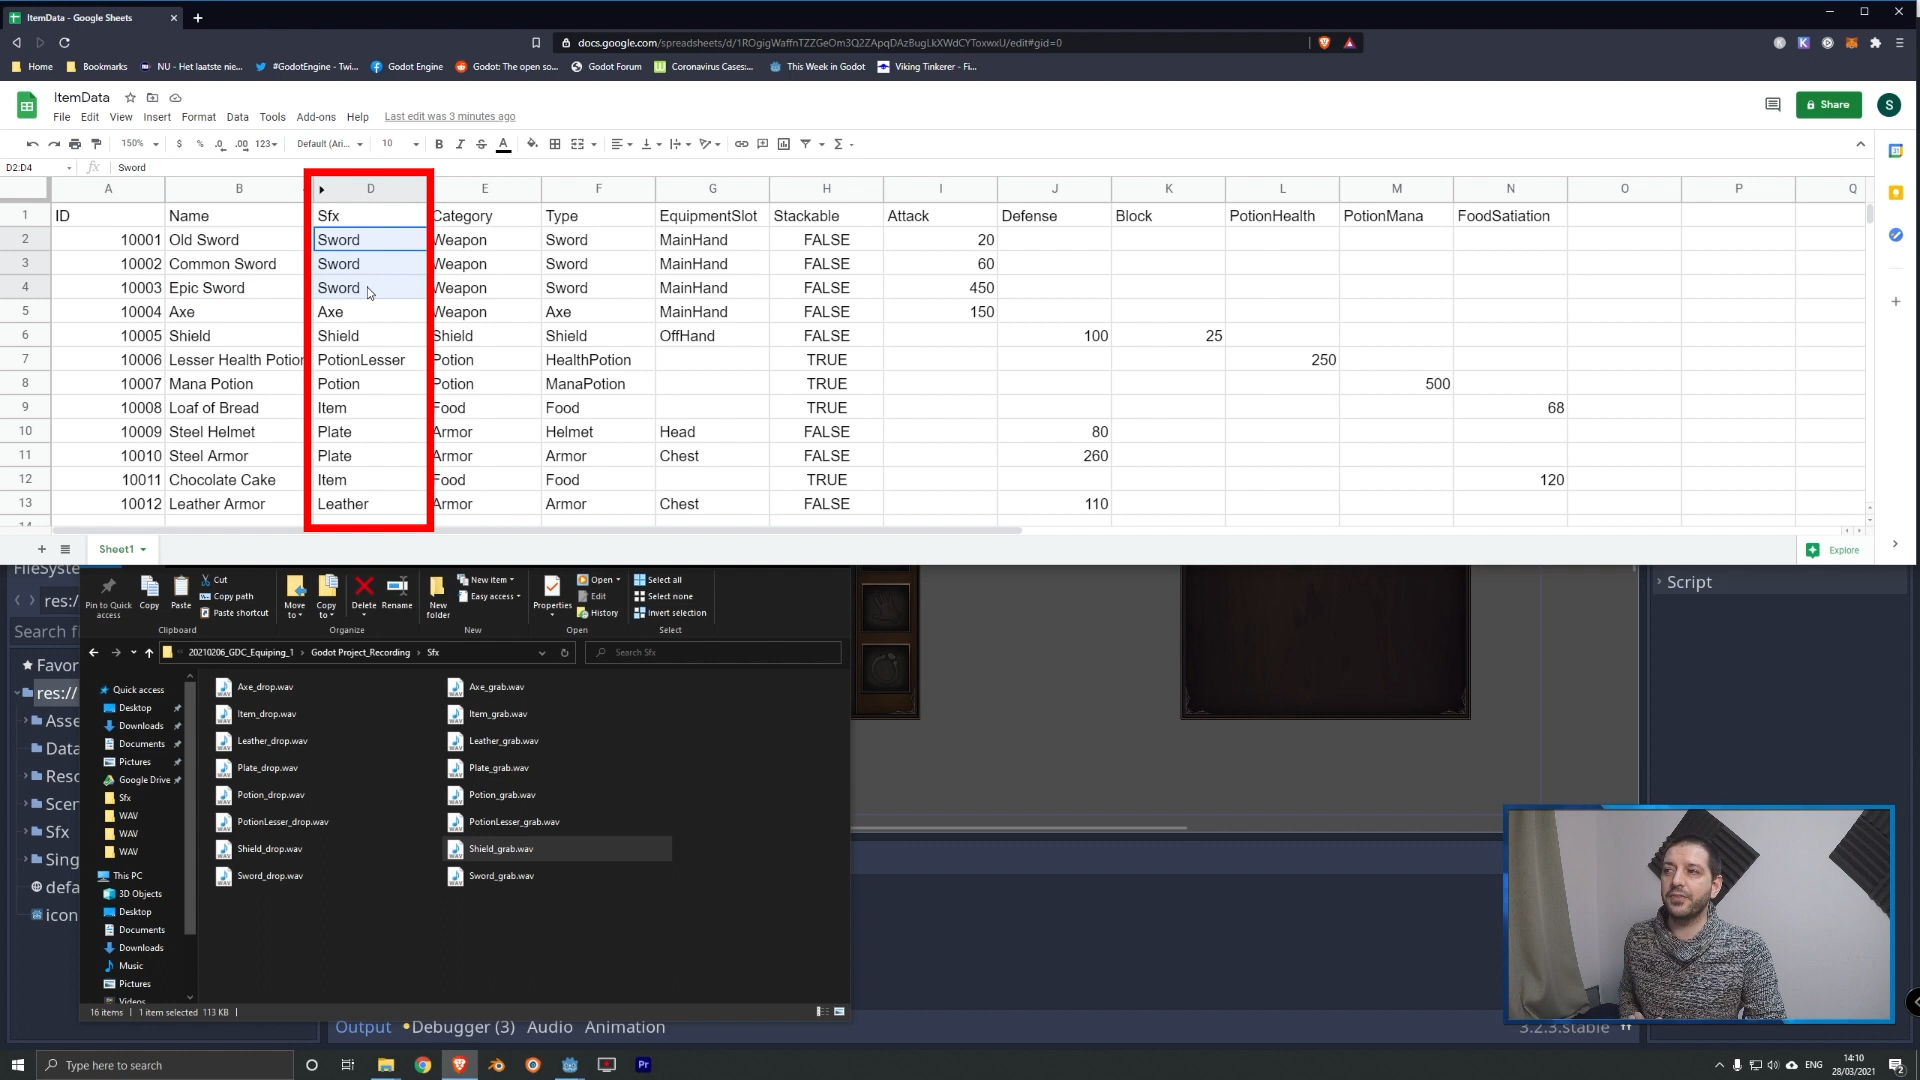 ItemData - Google Sheets
docs.google.com/spreadsheets/d/1ROgigWaffnTZZGeOm3Q2ZApqDAzBugLkXWdCYToxwxU/edit#gid=0
Home Bookmarks NU - Het laatste nie... #GodotEngine - Twi... Godot Engine Godot: The open so... Godot Forum Coronavirus Cases:... This Week in Godot Viking Tinkerer - Fi...
ItemData
Share
S
File Edit View Insert Format Data Tools Add-ons Help Last edit was 3 minutes ago
150% $ % .0 .00 123 Default (Ari... 10 B I S A
D2:D4 fx Sword
A B D E F G H I J K L M N O P Q
1 ID Name Sfx Category Type EquipmentSlot Stackable Attack Defense Block PotionHealth PotionMana FoodSatiation
2 10001 Old Sword Sword Weapon Sword MainHand FALSE 20
3 10002 Common Sword Sword Weapon Sword MainHand FALSE 60
4 10003 Epic Sword Sword Weapon Sword MainHand FALSE 450
5 10004 Axe Axe Weapon Axe MainHand FALSE 150
6 10005 Shield Shield Shield Shield OffHand FALSE 100 25
7 10006 Lesser Health Potion PotionLesser Potion HealthPotion TRUE 250
8 10007 Mana Potion Potion Potion ManaPotion TRUE 500
9 10008 Loaf of Bread Item Food Food TRUE 68
10 10009 Steel Helmet Plate Armor Helmet Head FALSE 80
11 10010 Steel Armor Plate Armor Armor Chest FALSE 260
12 10011 Chocolate Cake Item Food Food TRUE 120
13 10012 Leather Armor Leather Armor Armor Chest FALSE 110
Sheet1
Explore
FileSyste
res:/
Search fi
Favor
res://
Asse
Data
Reso
Scen
Sfx
Sing
defa
icon
Pin to Quick access
Copy
Paste
Cut
Copy path
Paste shortcut
Clipboard
Move to
Copy to
Delete
Rename
Organize
New folder
New item
Easy access
New
Properties
Open
Edit
History
Open
Select all
Select none
Invert selection
Select
20210206_GDC_Equiping_1 Godot Project_Recording Sfx
Search Sfx
Quick access
Desktop
Downloads
Documents
Pictures
Google Drive
Sfx
WAV
WAV
WAV
This PC
3D Objects
Desktop
Documents
Downloads
Music
Pictures
Videos
Axe_drop.wav Axe_grab.wav
Item_drop.wav Item_grab.wav
Leather_drop.wav Leather_grab.wav
Plate_drop.wav Plate_grab.wav
Potion_drop.wav Potion_grab.wav
PotionLesser_drop.wav PotionLesser_grab.wav
Shield_drop.wav Shield_grab.wav
Sword_drop.wav Sword_grab.wav
16 items 1 item selected 113 KB
Script
Output Debugger (3) Audio Animation
3.2.3.stable
Type here to search
Pr
ENG
14:10
28/03/2021
2